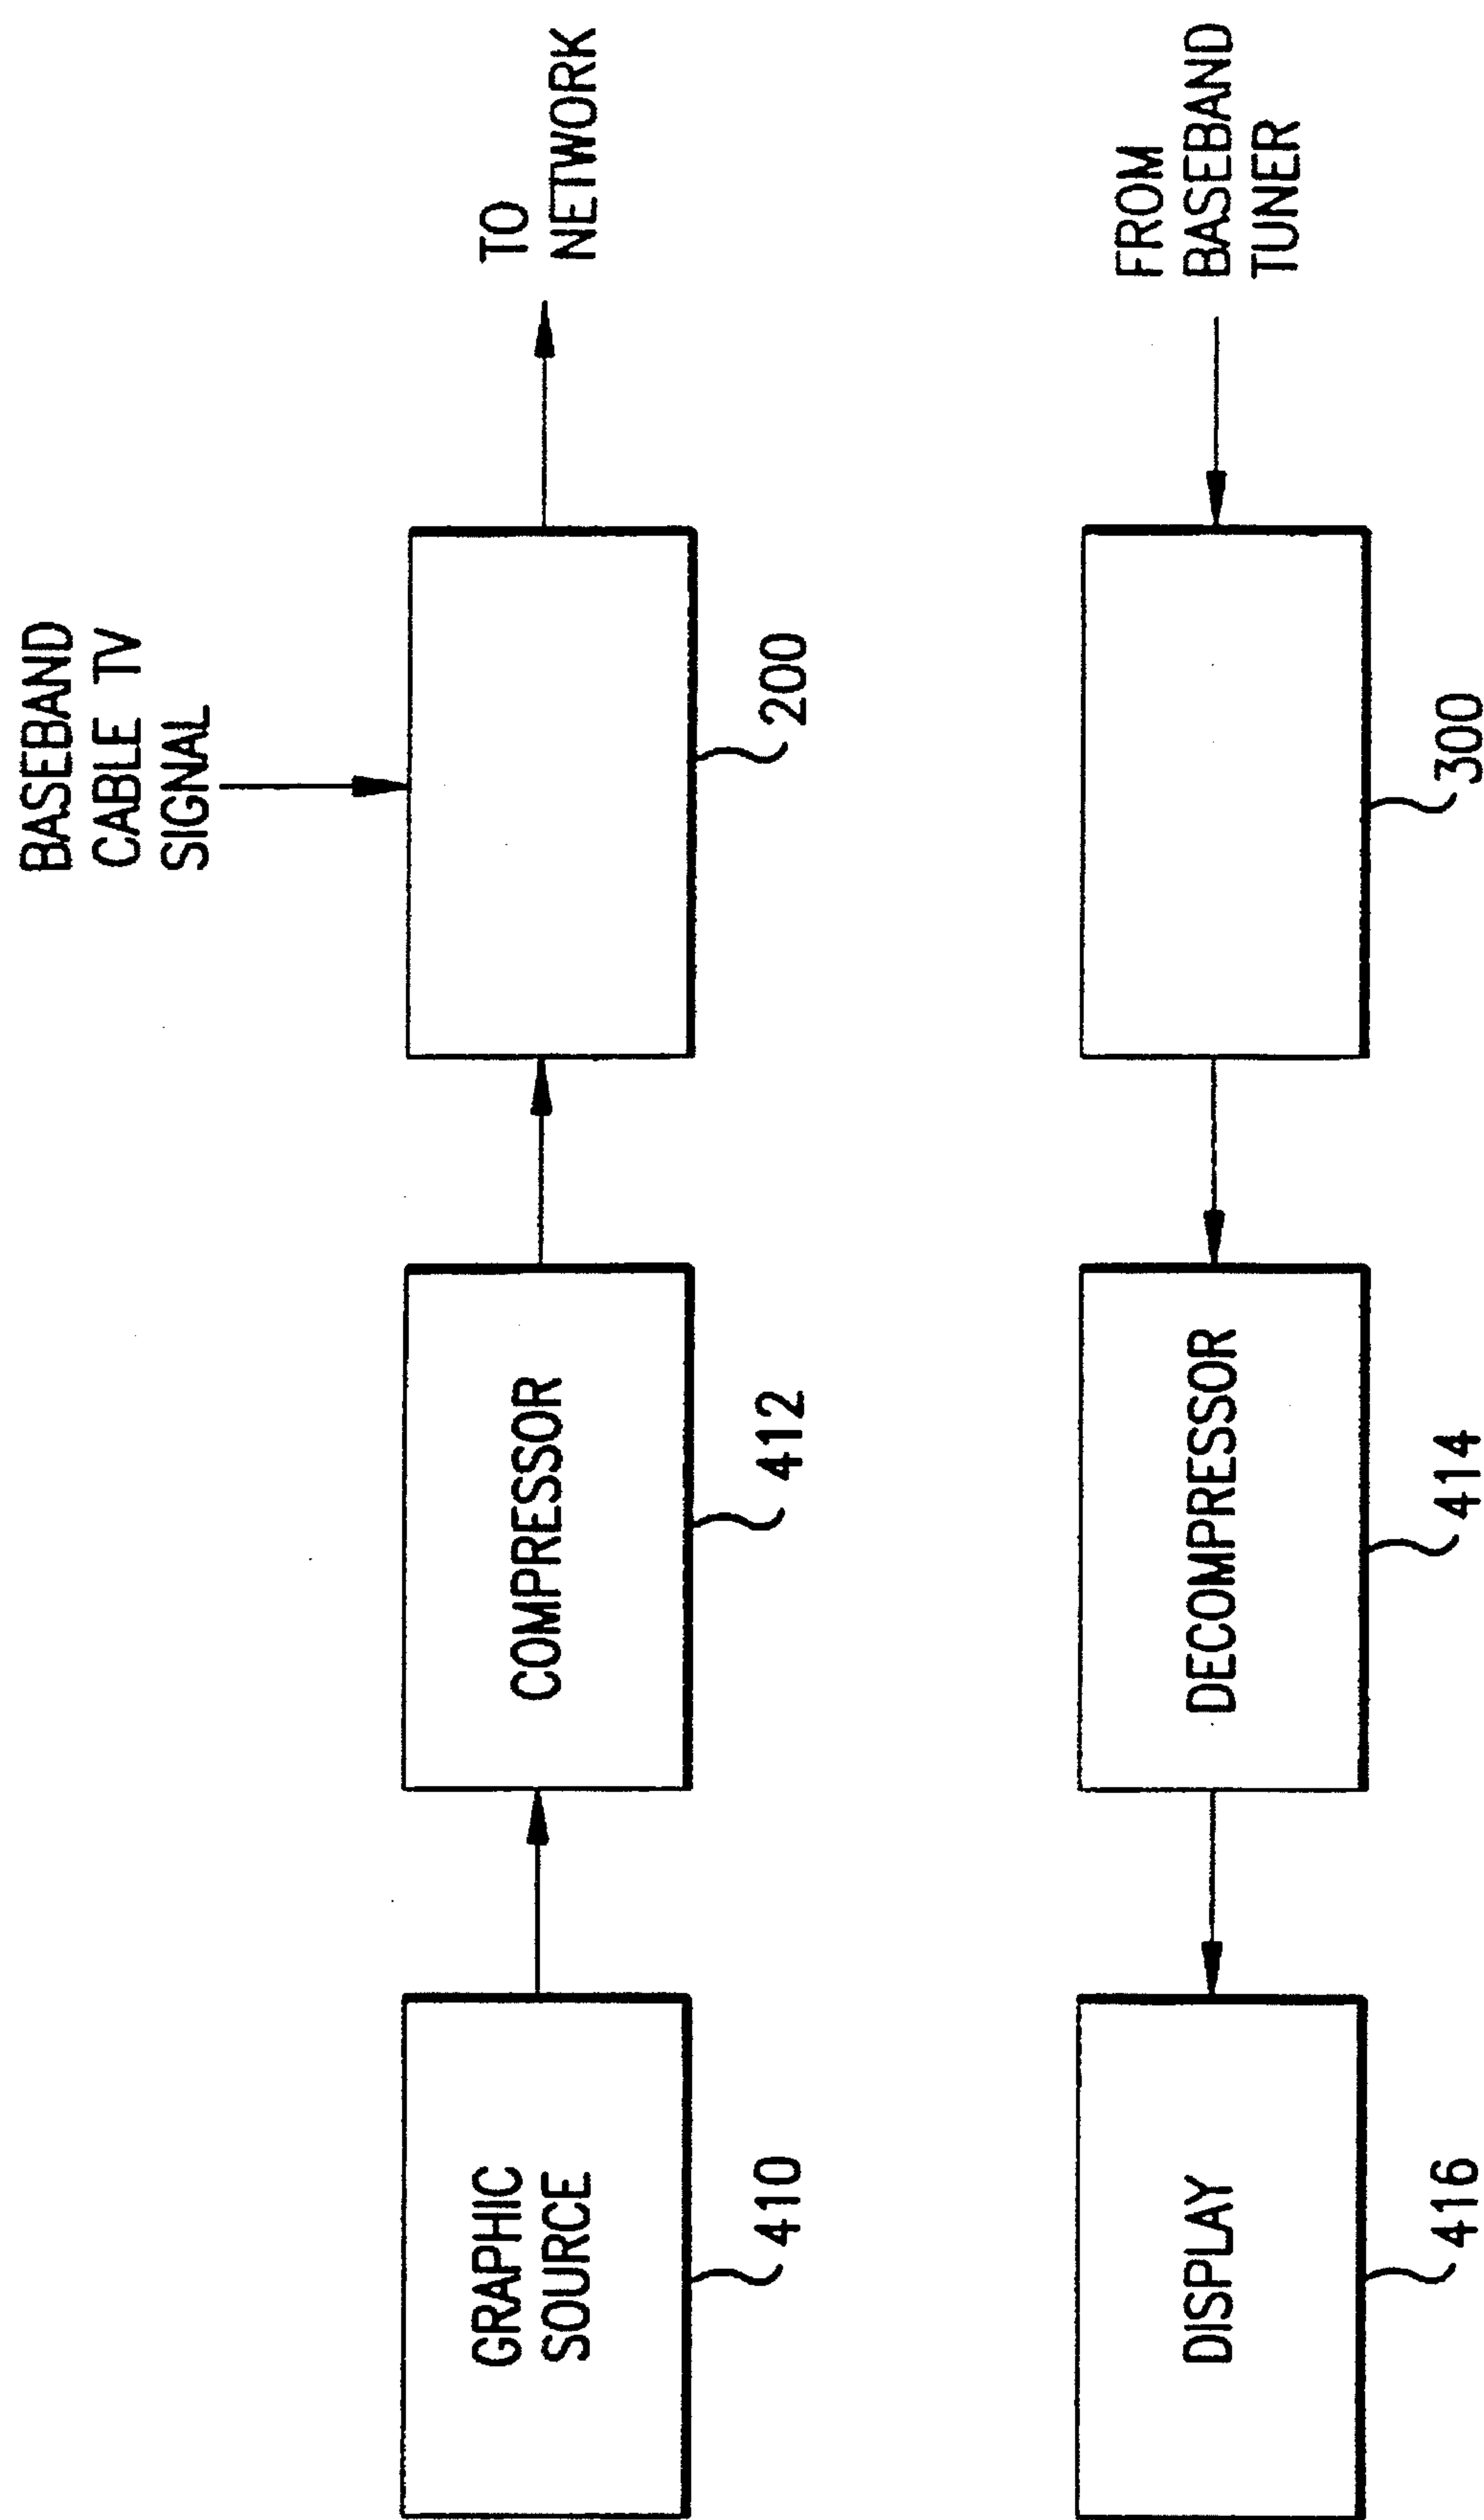 BASEBAND
CABLE TV
SIGNAL
GRAPHIC
SOURCE
COMPRESSOR
TO
NETWORK
410
412
200
DISPLAY
DECOMPRESSOR
FROM
BASEBAND
TUNER
416
414
300